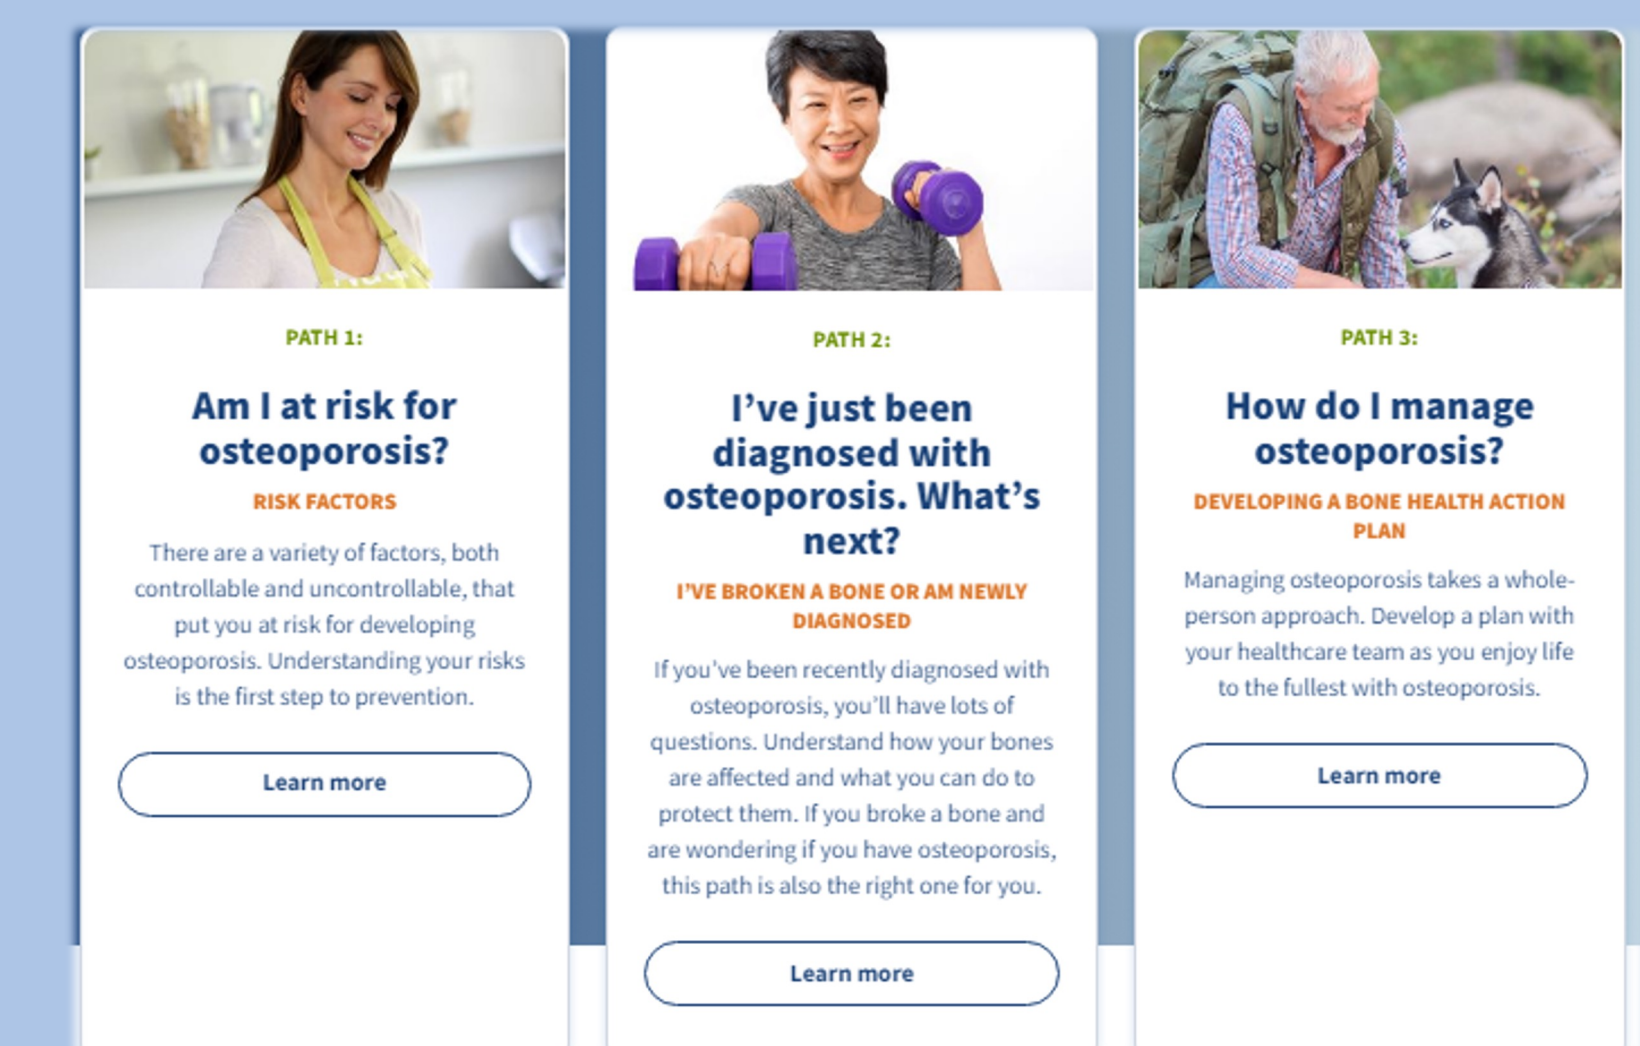 PATH 1:
Am I at risk for
osteoporosis?
RISK FACTORS
There are a variety of factors, both
controllable and uncontrollable, that
put you at risk for developing
osteoporosis. Understanding your risks
is the first step to prevention.
Learn more
PATH 2:
I’ve just been
diagnosed with
osteoporosis. What’s
next?
I’VE BROKEN A BONE OR AM NEWLY
DIAGNOSED
If you’ve been recently diagnosed with
osteoporosis, you’ll have lots of
questions. Understand how your bones
are affected and what you can do to
protect them. If you broke a bone and
are wondering if you have osteoporosis,
this path is also the right one for you.
Learn more
PATH 3:
How do I manage
osteoporosis?
DEVELOPING A BONE HEALTH ACTION
PLAN
Managing osteoporosis takes a whole-
person approach. Develop a plan with
your healthcare team as you enjoy life
to the fullest with osteoporosis.
Learn more